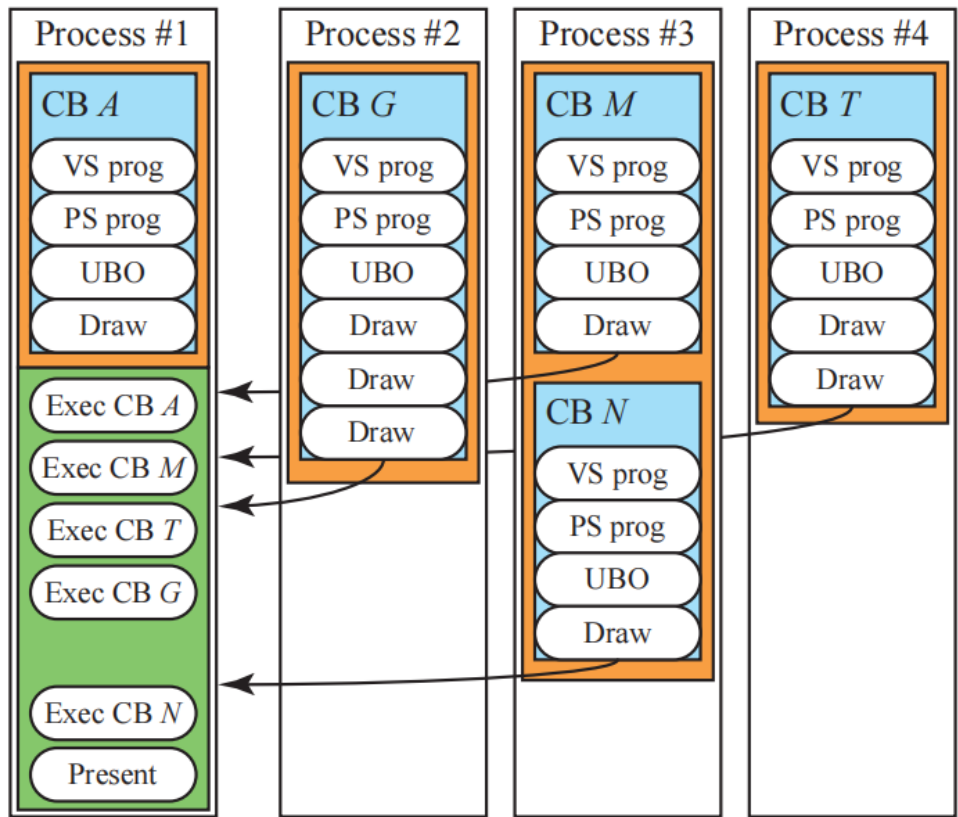 Process #1
CB A
VS prog
PS prog
UBO
Draw
Exec CB A
Exec CB M
Exec CB T
Exec CB G
Exec CB N
Present
Process #2
CB G
VS prog
PS prog
UBO
Draw
Draw
Draw
Process #3
CB M
VS prog
PS prog
UBO
Draw
CB N
VS prog
PS prog
UBO
Draw
Process #4
CB T
VS prog
PS prog
UBO
Draw
Draw